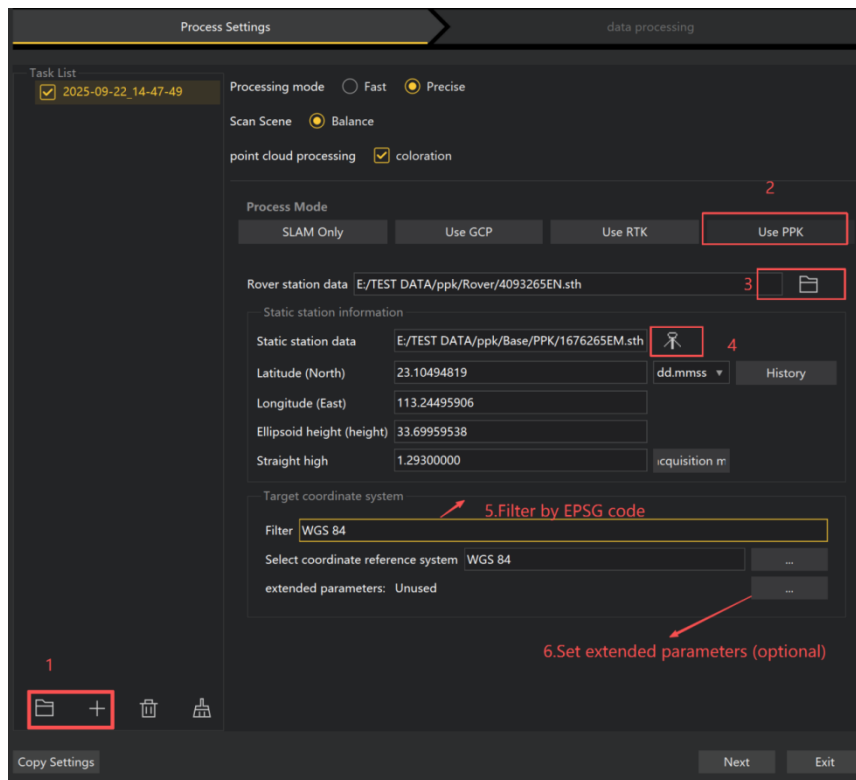 Process Settings
data processing
Task List
2025-09-22_14-47-49
Processing mode Fast Precise
Scan Scene Balance
point cloud processing coloration
2
Process Mode
SLAM Only Use GCP Use RTK Use PPK
Rover station data E:/TEST DATA/ppk/Rover/4093265EN.sth 3
Static station information
Static station data E:/TEST DATA/ppk/Base/PPK/1676265EM.sth 4
Latitude (North) 23.10494819 dd.mmss History
Longitude (East) 113.24495906
Ellipsoid height (height) 33.69959538
Straight high 1.29300000 ıcquisition m
Target coordinate system
5.Filter by EPSG code
Filter WGS 84
Select coordinate reference system WGS 84 ...
extended parameters: Unused ...
6.Set extended parameters (optional)
1
Copy Settings Next Exit